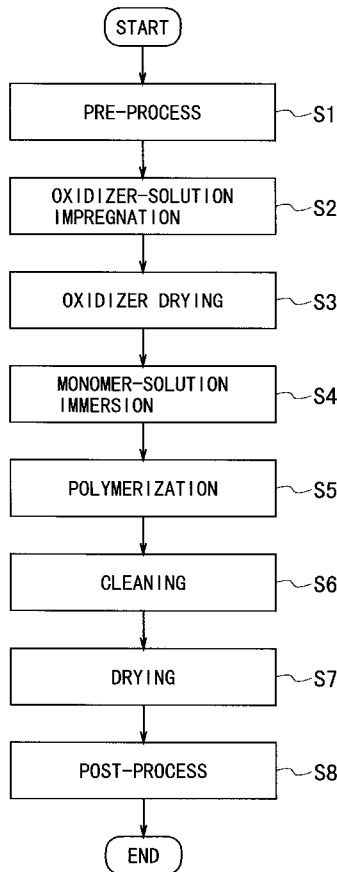 START
PRE-PROCESS
S1
OXIDIZER-SOLUTION
IMPREGNATION
S2
OXIDIZER DRYING
S3
MONOMER-SOLUTION
IMMERSION
S4
POLYMERIZATION
S5
CLEANING
S6
DRYING
S7
POST-PROCESS
S8
END